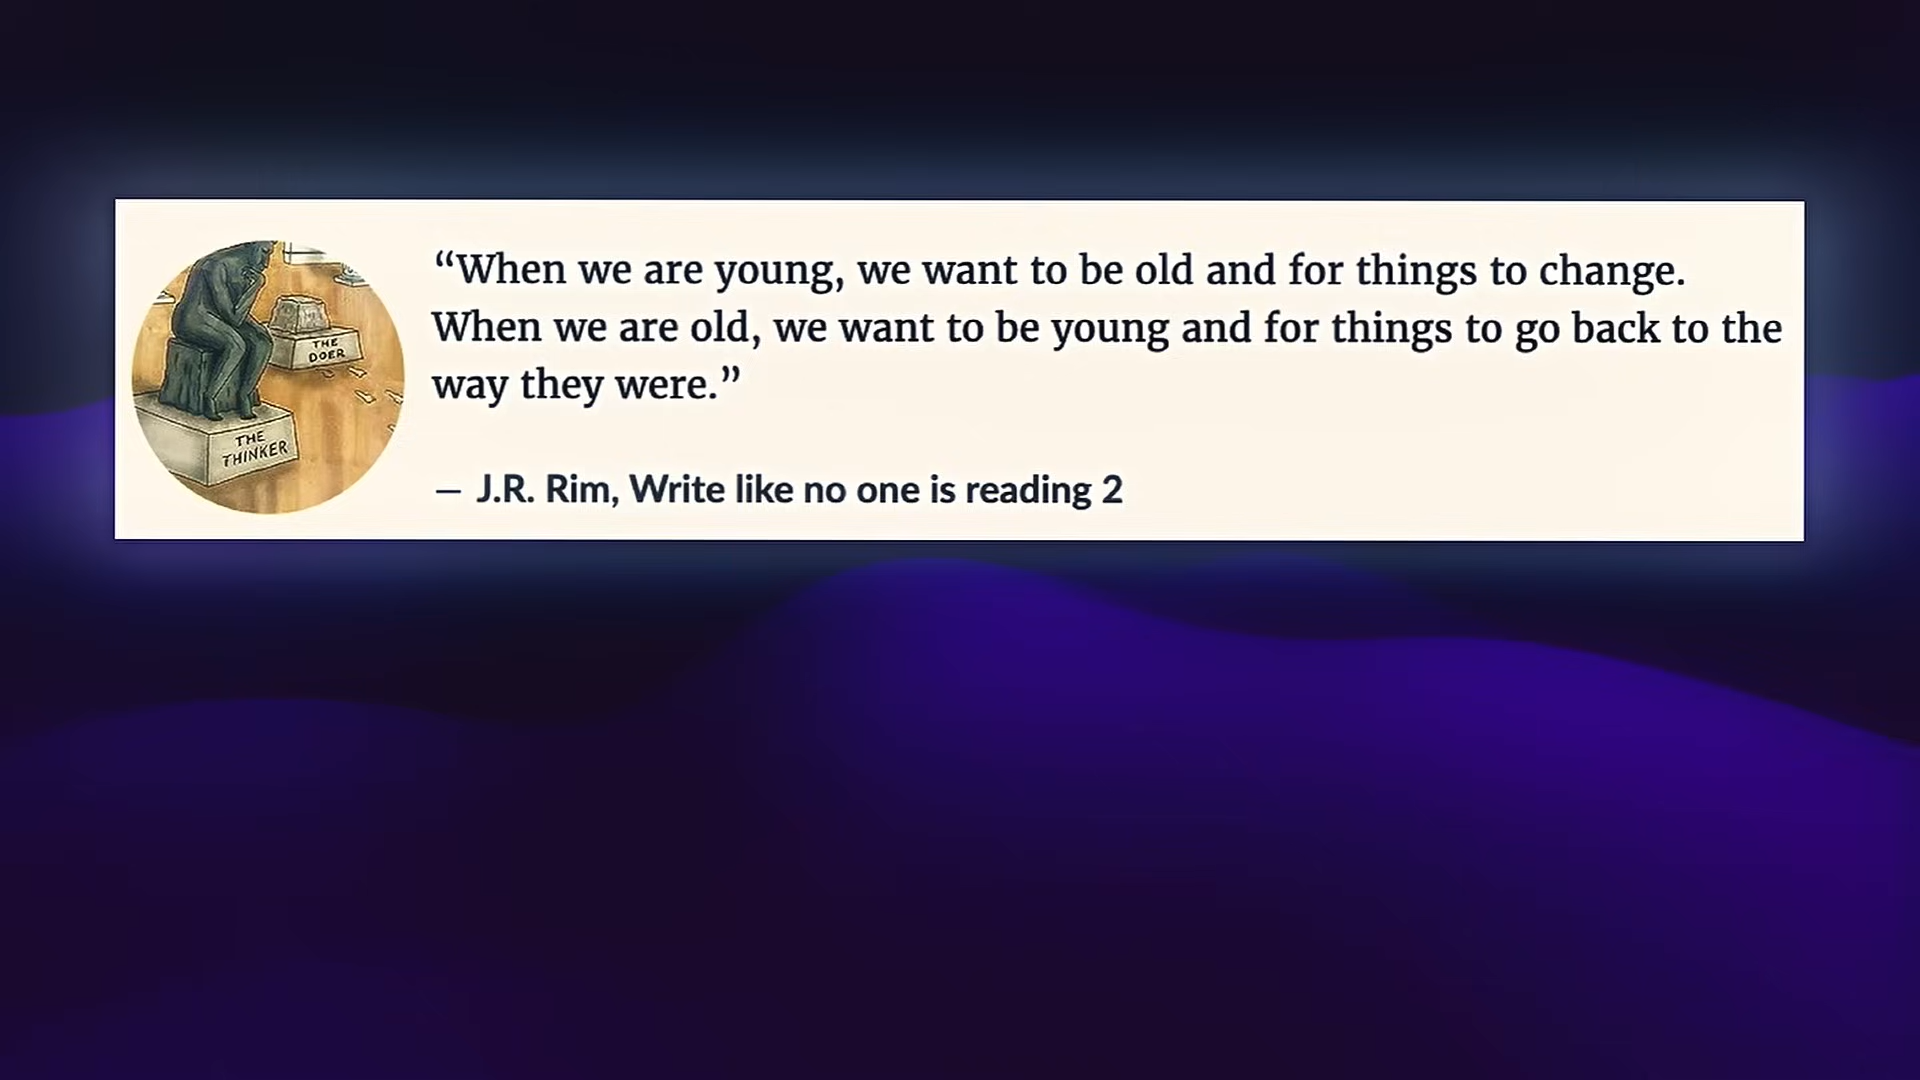 “When we are young, we want to be old and for things to change.
When we are old, we want to be young and for things to go back to the
way they were.”
— J.R. Rim, Write like no one is reading 2
THE
DOER
THE
THINKER